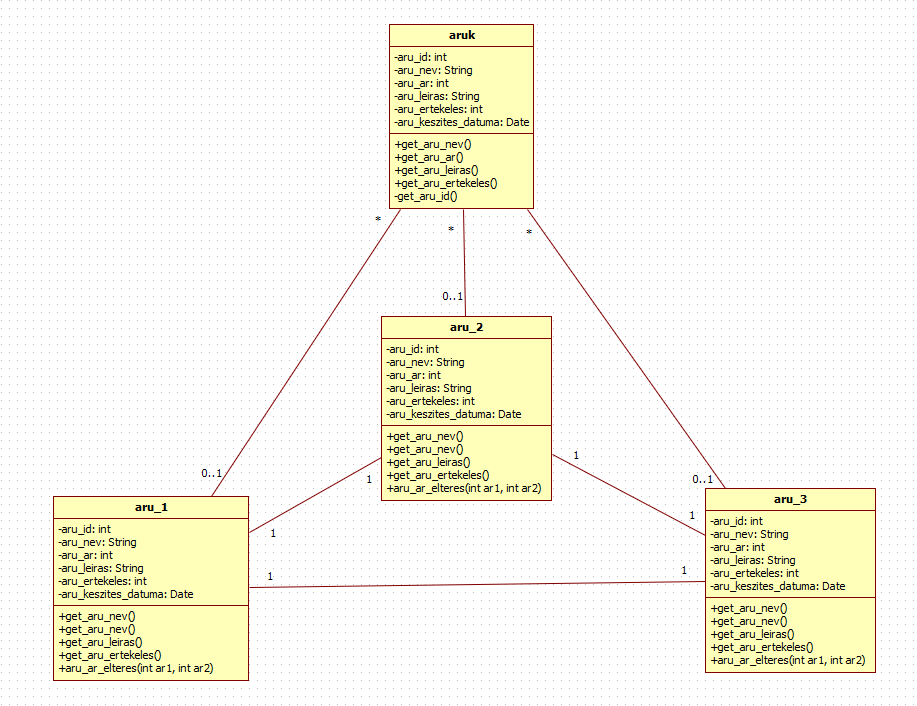 aruk
-aru_id: int
-aru_nev: String
-aru_ar: int
-aru_leiras: String
-aru_ertekeles: int
-aru_keszites_datuma: Date
+get_aru_nev()
+get_aru_ar()
+get_aru_leiras()
+get_aru_ertekeles()
-get_aru_id()
*
*
*
0..1
aru_2
-aru_id: int
-aru_nev: String
-aru_ar: int
-aru_leiras: String
-aru_ertekeles: int
-aru_keszites_datuma: Date
+get_aru_nev()
+get_aru_nev()
+get_aru_leiras()
+get_aru_ertekeles()
+aru_ar_elteres(int ar1, int ar2)
1
1
0..1
0..1
aru_1
-aru_id: int
-aru_nev: String
-aru_ar: int
-aru_leiras: String
-aru_ertekeles: int
-aru_keszites_datuma: Date
+get_aru_nev()
+get_aru_nev()
+get_aru_leiras()
+get_aru_ertekeles()
+aru_ar_elteres(int ar1, int ar2)
1
1
1
1
aru_3
-aru_id: int
-aru_nev: String
-aru_ar: int
-aru_leiras: String
-aru_ertekeles: int
-aru_keszites_datuma: Date
+get_aru_nev()
+get_aru_nev()
+get_aru_leiras()
+get_aru_ertekeles()
+aru_ar_elteres(int ar1, int ar2)